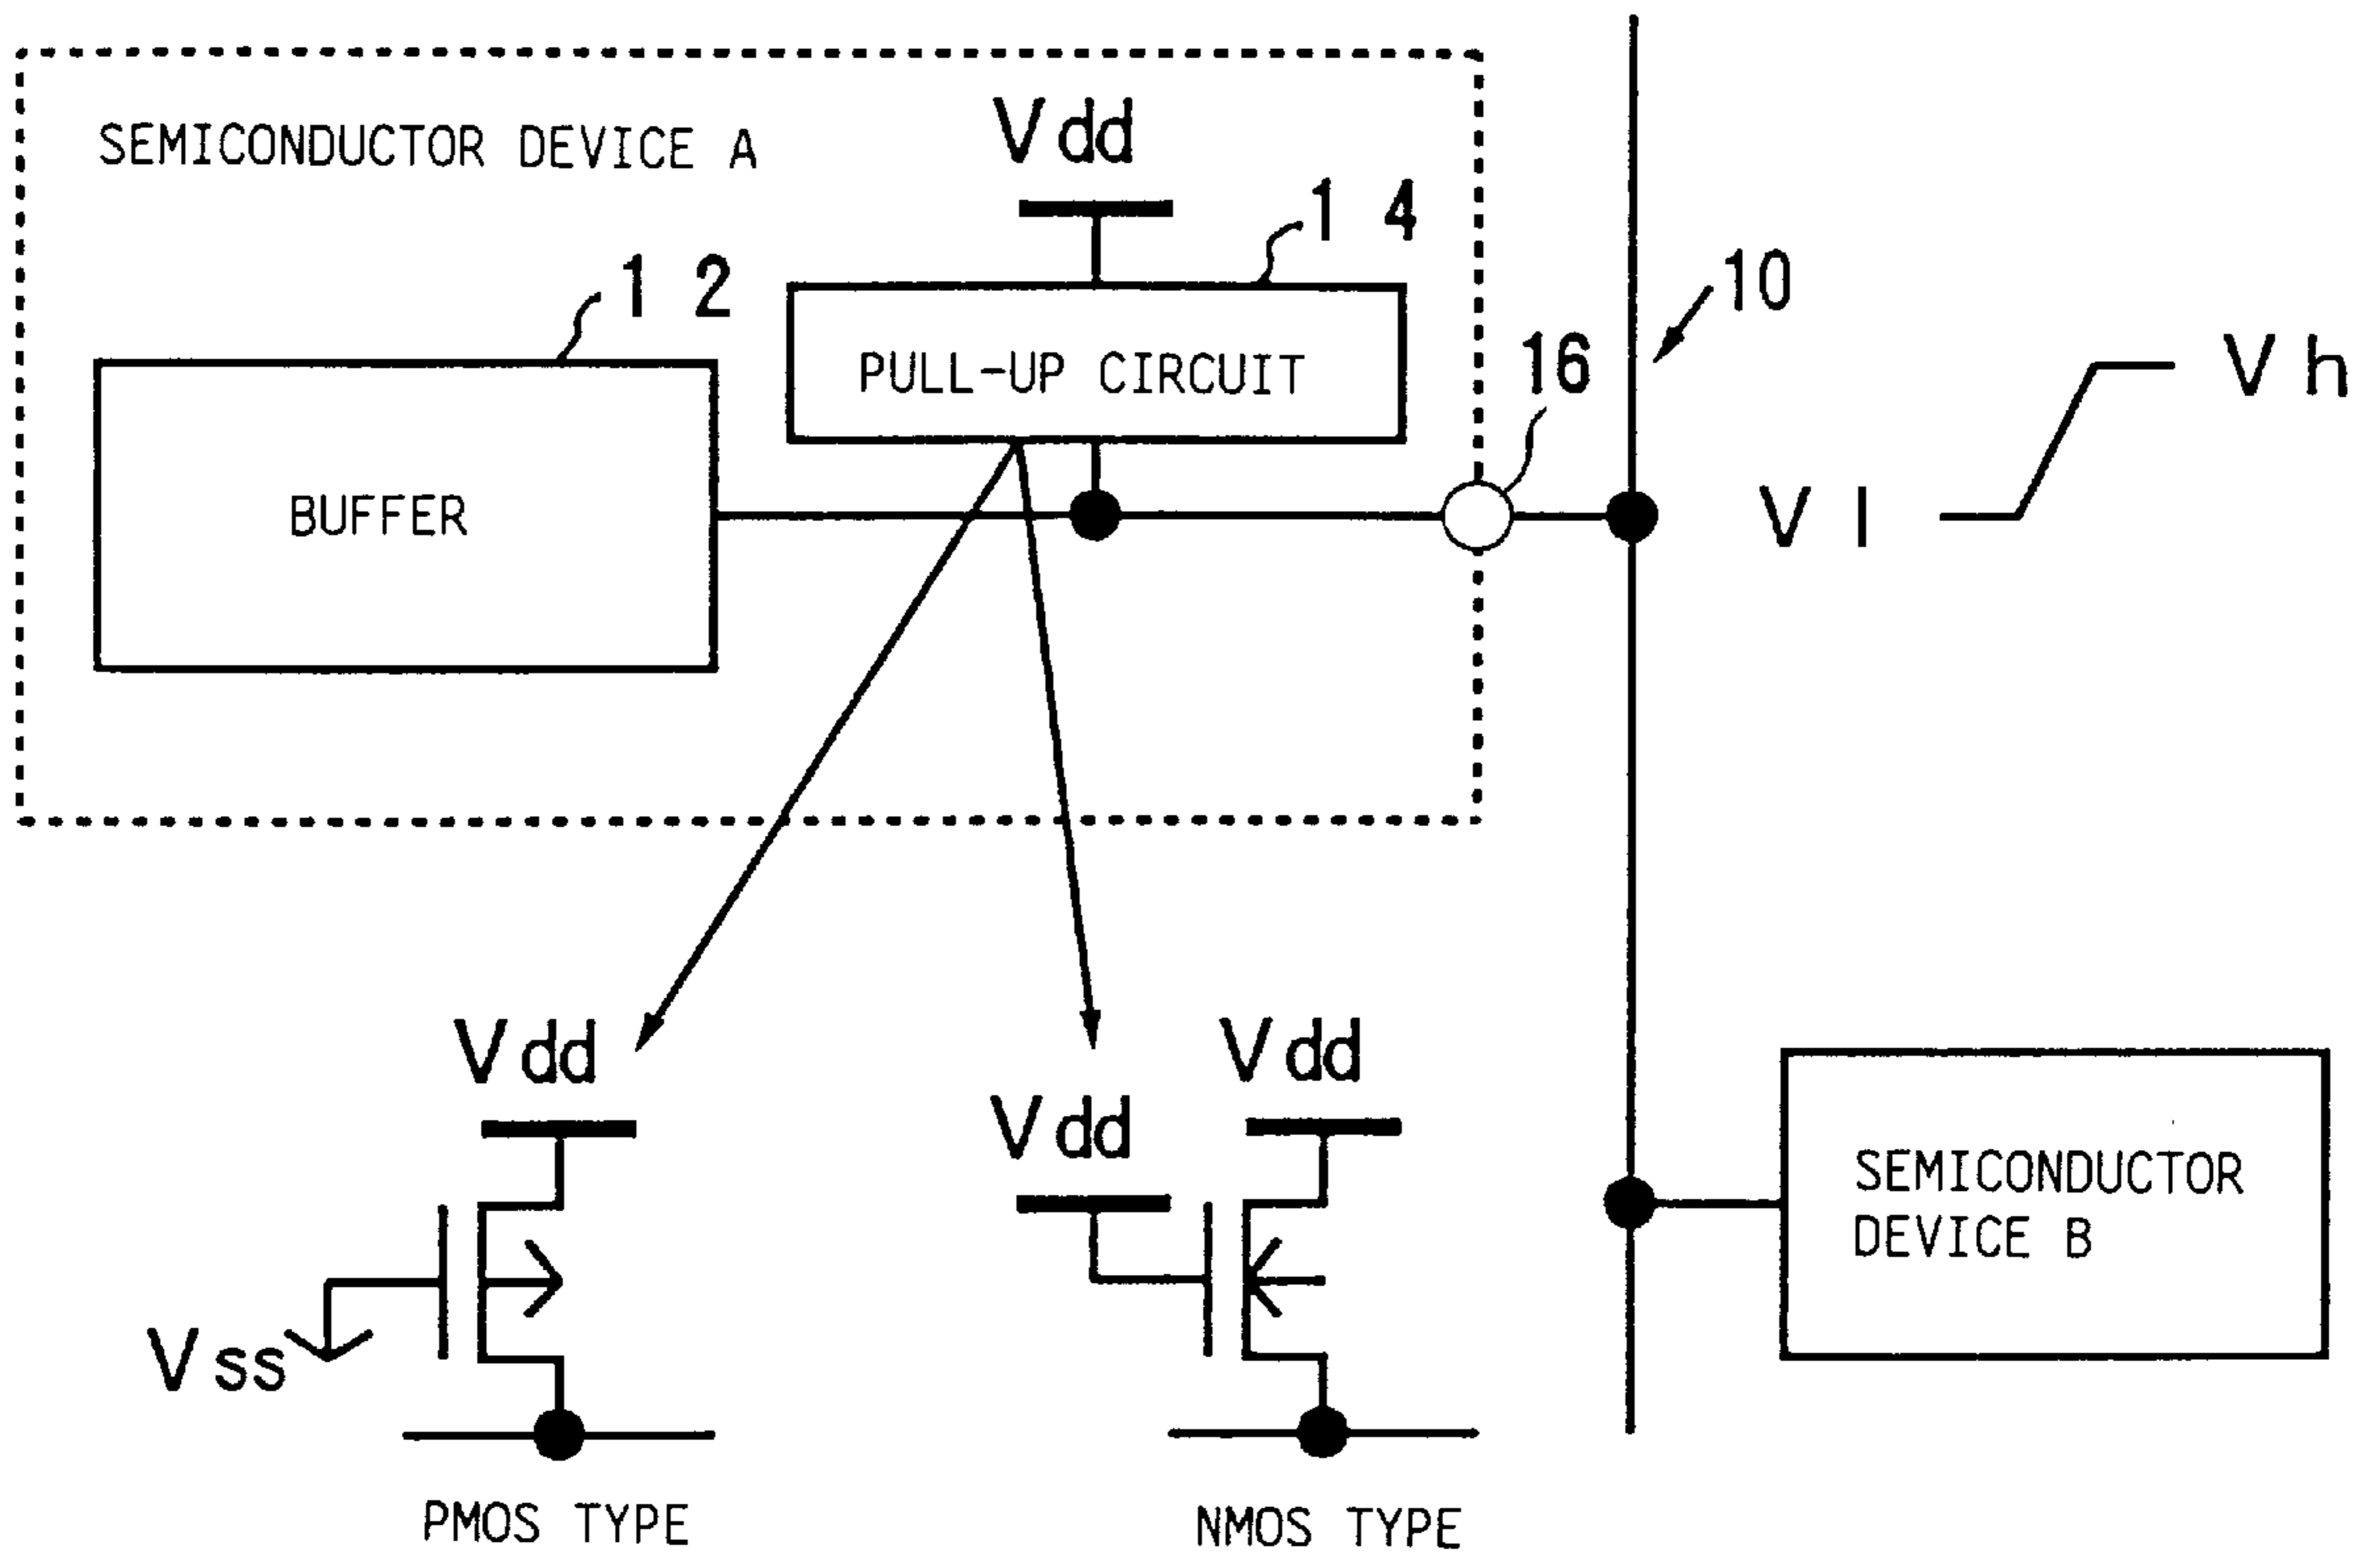 SEMICONDUCTOR DEVICE A
Vdd
14
12
PULL-UP CIRCUIT
BUFFER
16
10
Vh
Vl
Vdd
Vss
PMOS TYPE
Vdd
Vdd
NMOS TYPE
SEMICONDUCTOR
DEVICE B